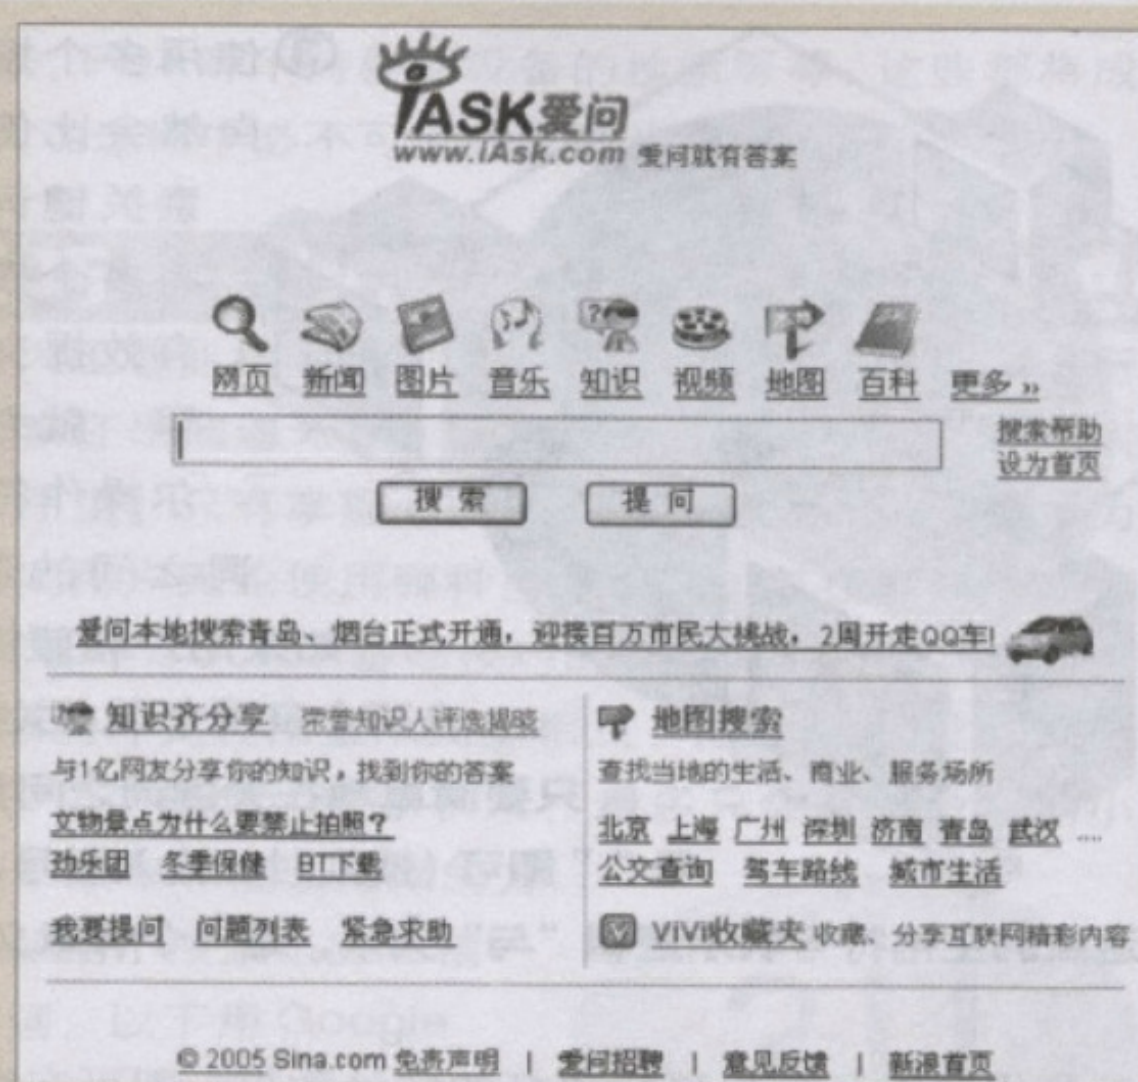 iASK爱问
www.iAsk.com 爱问就有答案
网页 新闻 图片 音乐 知识 视频 地图 百科 更多 »
搜索帮助
设为首页
搜 索 提 问
爱问本地搜索青岛、烟台正式开通，迎接百万市民大挑战，2周开走QQ车!
知识齐分享 荣誉知识人评选揭晓
与1亿网友分享你的知识，找到你的答案
文物景点为什么要禁止拍照？
劲乐团 冬季保健 BT下载
我要提问 问题列表 紧急求助
地图搜索
查找当地的生活、商业、服务场所
北京 上海 广州 深圳 济南 青岛 武汉 ....
公交查询 驾车路线 城市生活
ViVi收藏夹 收藏、分享互联网精彩内容
© 2005 Sina.com 免责声明 | 爱问招聘 | 意见反馈 | 新浪首页